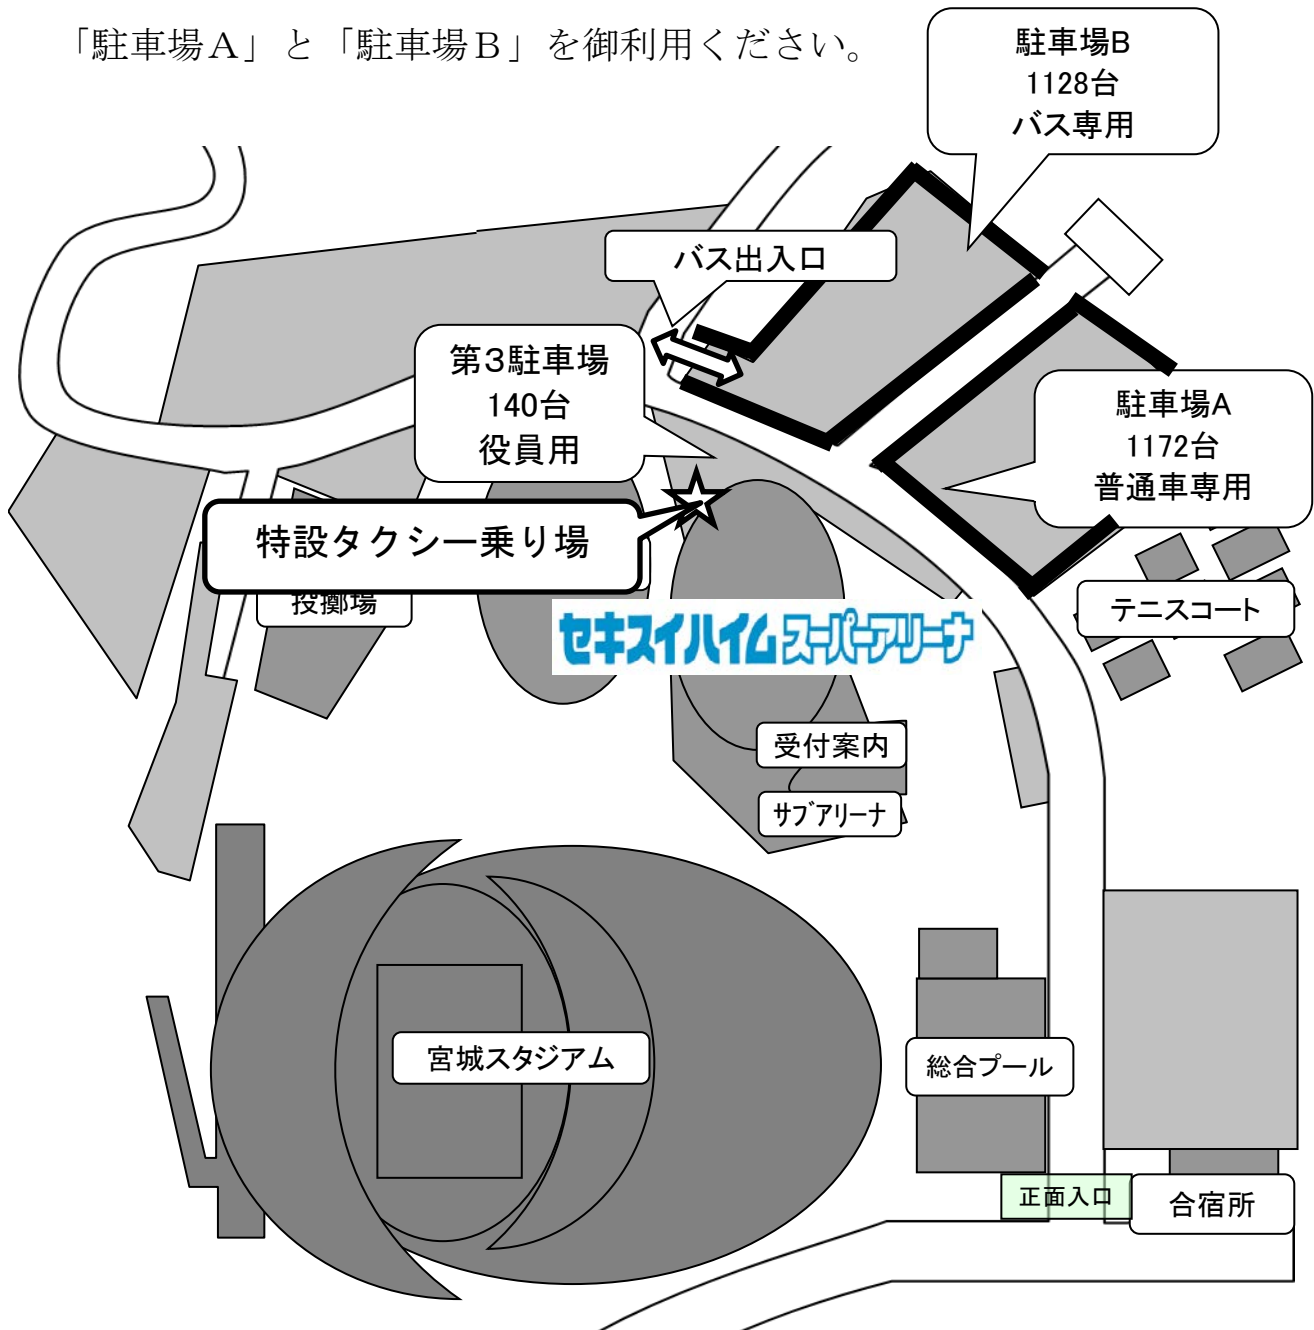 「駐車場Ａ」と「駐車場Ｂ」を御利用ください。
駐車場B
1128台
バス専用
バス出入口
第3駐車場
140台
役員用
駐車場A
1172台
普通車専用
特設タクシー乗り場
投擲場
テニスコート
セキスイハイムスーパーアリーナ
受付案内
サブアリーナ
宮城スタジアム
総合プール
正面入口
合宿所